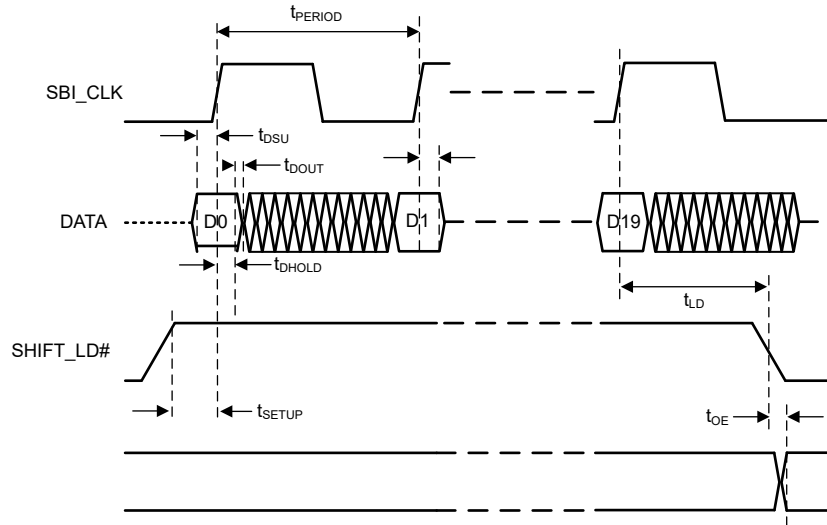 tPERIOD
SBI_CLK
tDSU
tDOUT
DATA
D0
D1
D19
tDHOLD
tLD
SHIFT_LD#
tSETUP
tOE